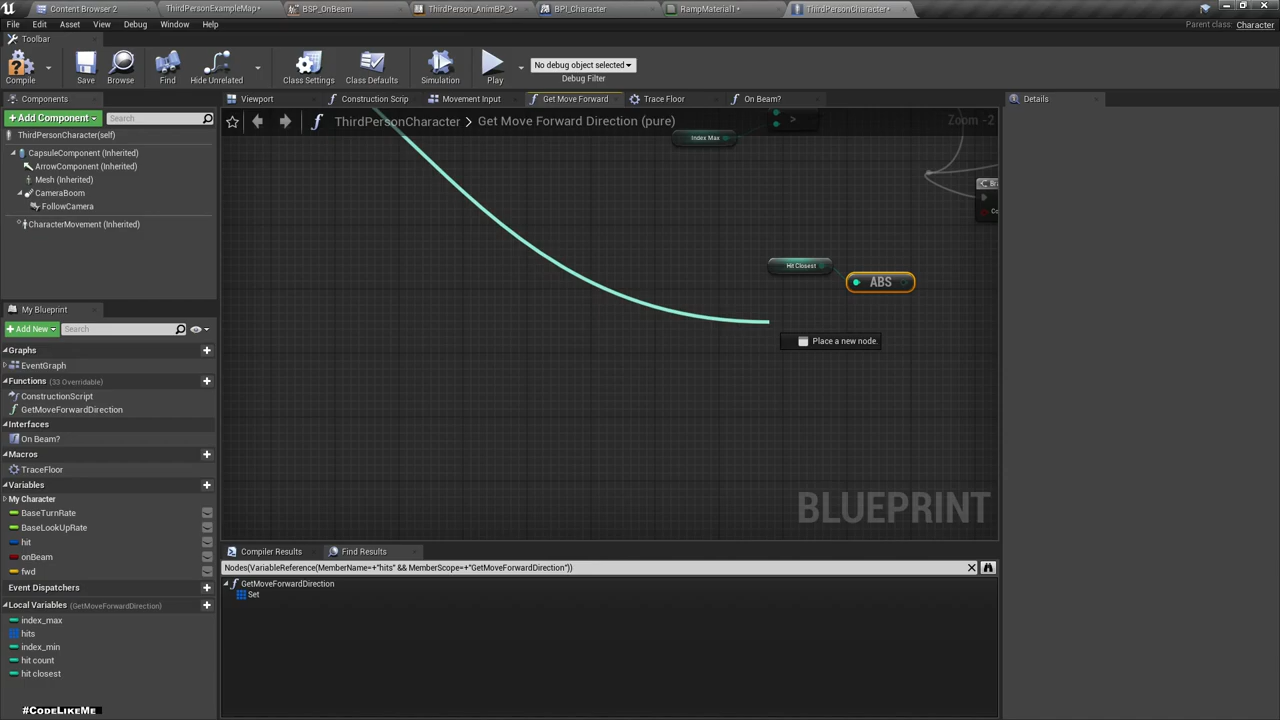 Content Browser 2
ThirdPersonExampleMap*
BSP_OnBeam
ThirdPerson_AnimBP_3*
BPI_Character
RampMaterial1*
ThirdPersonCharacter*
File
Edit
Asset
View
Debug
Window
Help
Parent class: Character
Toolbar
Compile
Save
Browse
Find
Hide Unrelated
Class Settings
Class Defaults
Simulation
Play
No debug object selected
Debug Filter
Components
Viewport
Construction Scrip
Movement Input
Get Move Forward
Trace Floor
On Beam?
Details
+Add Component
Search
ThirdPersonCharacter > Get Move Forward Direction (pure)
Zoom -2
ThirdPersonCharacter(self)
Index Max
>
CapsuleComponent (Inherited)
ArrowComponent (Inherited)
Mesh (Inherited)
CameraBoom
FollowCamera
CharacterMovement (Inherited)
Hit Closest
ABS
My Blueprint
+Add New
Search
Place a new node.
Graphs
EventGraph
Functions (33 Overridable)
ConstructionScript
GetMoveForwardDirection
Interfaces
On Beam?
Macros
TraceFloor
Variables
My Character
BaseTurnRate
BaseLookUpRate
hit
onBeam
fwd
BLUEPRINT
Compiler Results
Find Results
Nodes(VariableReference(MemberName=+"hits" && MemberScope=+"GetMoveForwardDirection"))
GetMoveForwardDirection
Set
Event Dispatchers
Local Variables (GetMoveForwardDirection)
index_max
hits
index_min
hit count
hit closest
#CODELIKEME